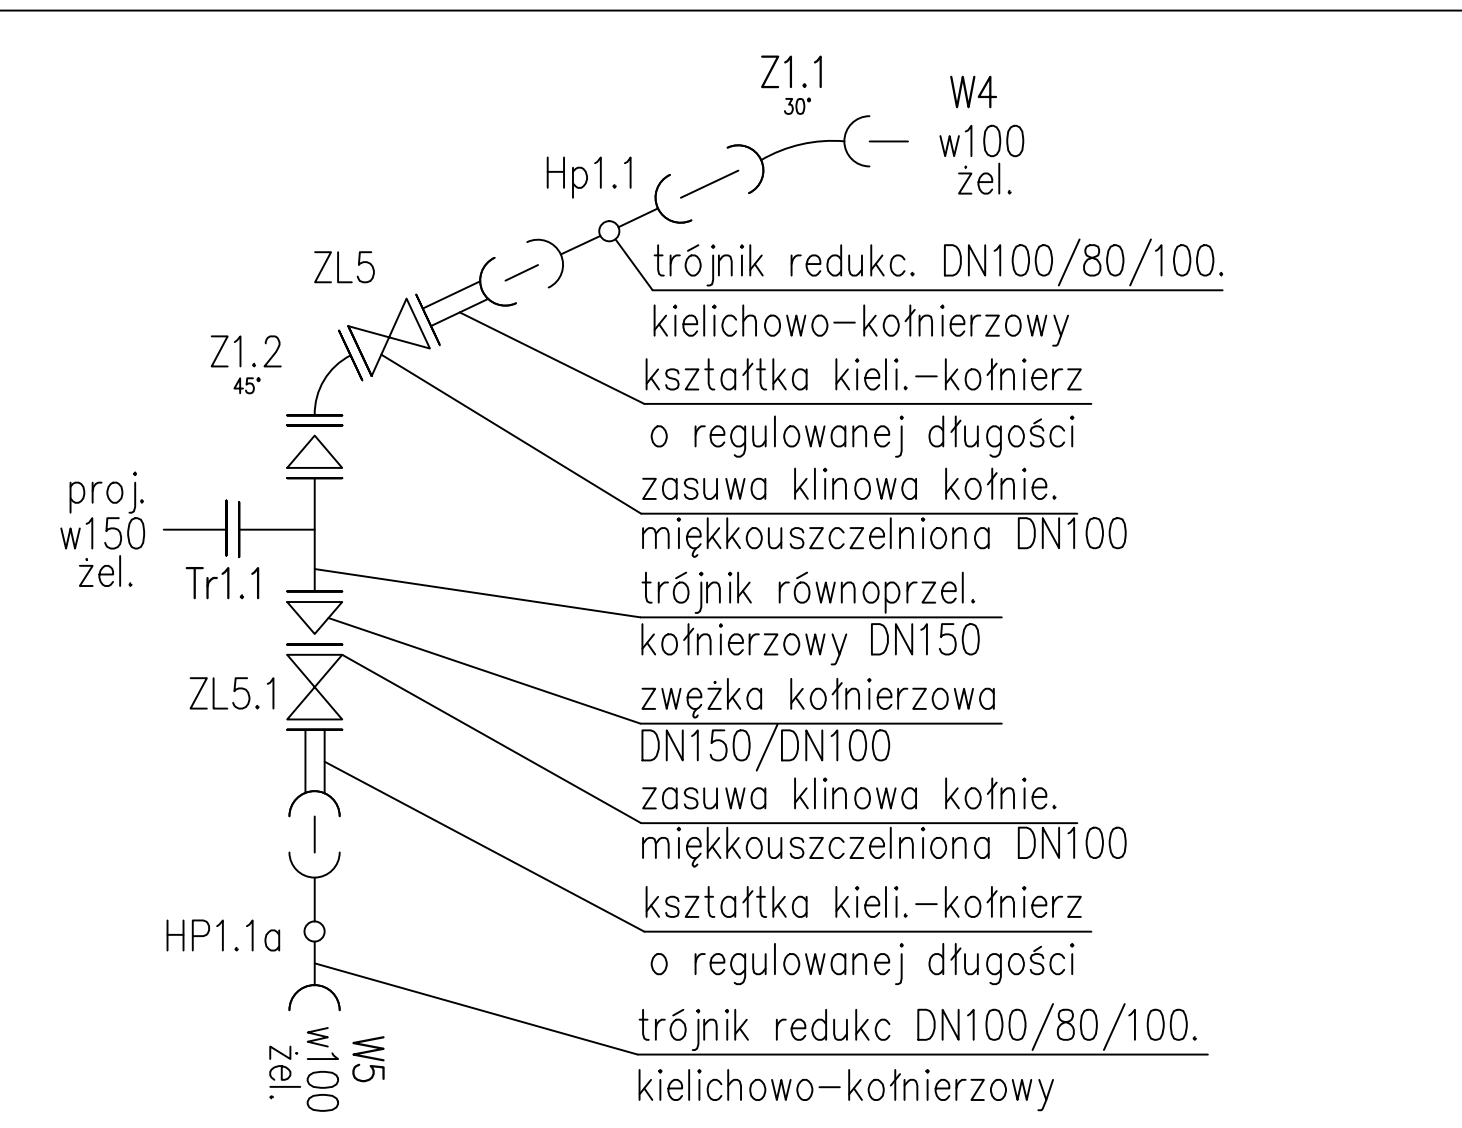 Z1.1
30°
W4
w100
żel.
Hp1.1
trójnik redukc. DN100/80/100.
kielichowo-kołnierzowy
ZL5
Z1.2
45°
kształtka kieli.-kołnierz
o regulowanej długości
zasuwa klinowa kołnie.
miękkouszczelniona DN100
proj.
w150
żel.
Tr1.1
trójnik równoprzel.
kołnierzowy DN150
ZL5.1
zwężka kołnierzowa
DN150/DN100
zasuwa klinowa kołnie.
miękkouszczelniona DN100
kształtka kieli.-kołnierz
o regulowanej długości
HP1.1a
trójnik redukc DN100/80/100.
kielichowo-kołnierzowy
W5
w100
żel.